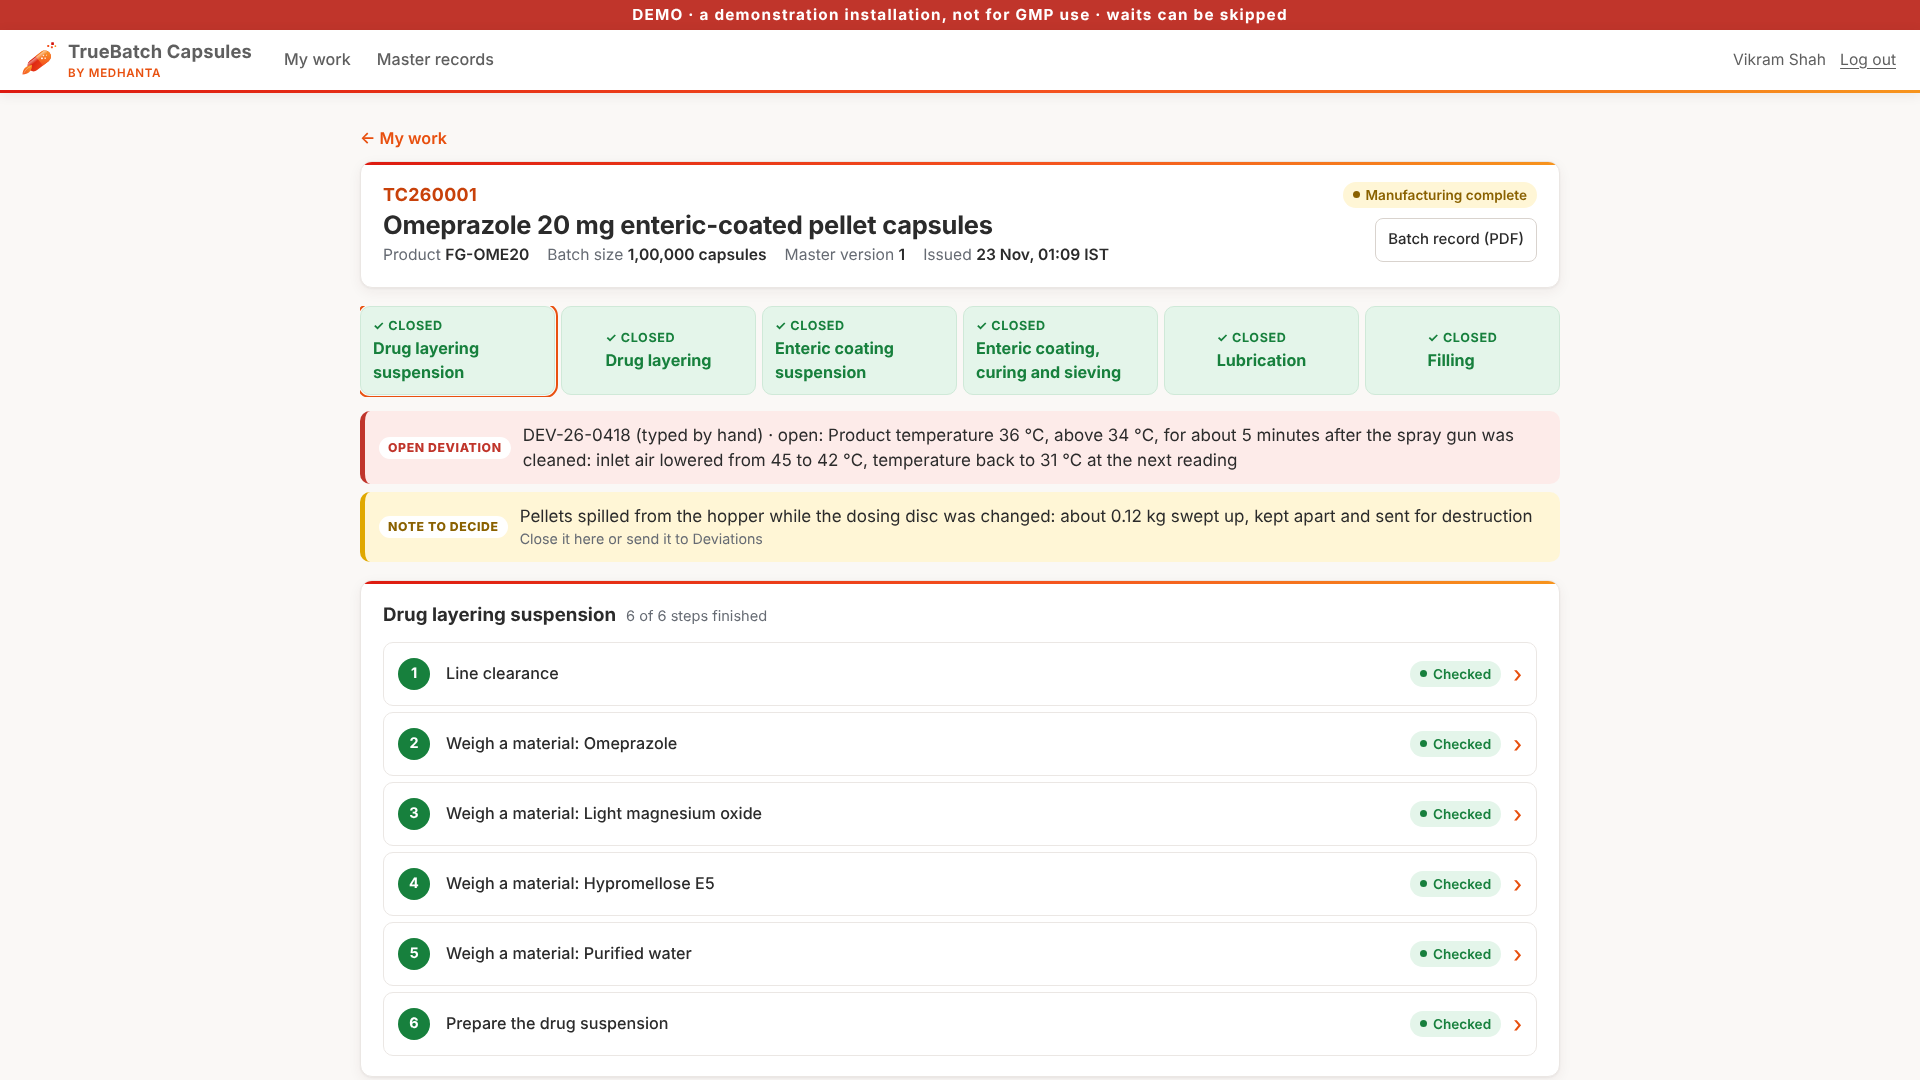 DEMO · a demonstration installation, not for GMP use · waits can be skipped
TrueBatch Capsules
BY MEDHANTA
My work
Master records
Vikram Shah
Log out
← My work
TC260001
Manufacturing complete
Omeprazole 20 mg enteric-coated pellet capsules
Batch record (PDF)
Product FG-OME20 Batch size 1,00,000 capsules Master version 1 Issued 23 Nov, 01:09 IST
✓ CLOSED
Drug layering
suspension
✓ CLOSED
Drug layering
✓ CLOSED
Enteric coating
suspension
✓ CLOSED
Enteric coating,
curing and sieving
✓ CLOSED
Lubrication
✓ CLOSED
Filling
OPEN DEVIATION
DEV-26-0418 (typed by hand) · open: Product temperature 36 °C, above 34 °C, for about 5 minutes after the spray gun was
cleaned: inlet air lowered from 45 to 42 °C, temperature back to 31 °C at the next reading
NOTE TO DECIDE
Pellets spilled from the hopper while the dosing disc was changed: about 0.12 kg swept up, kept apart and sent for destruction
Close it here or send it to Deviations
Drug layering suspension 6 of 6 steps finished
1 Line clearance Checked ›
2 Weigh a material: Omeprazole Checked ›
3 Weigh a material: Light magnesium oxide Checked ›
4 Weigh a material: Hypromellose E5 Checked ›
5 Weigh a material: Purified water Checked ›
6 Prepare the drug suspension Checked ›